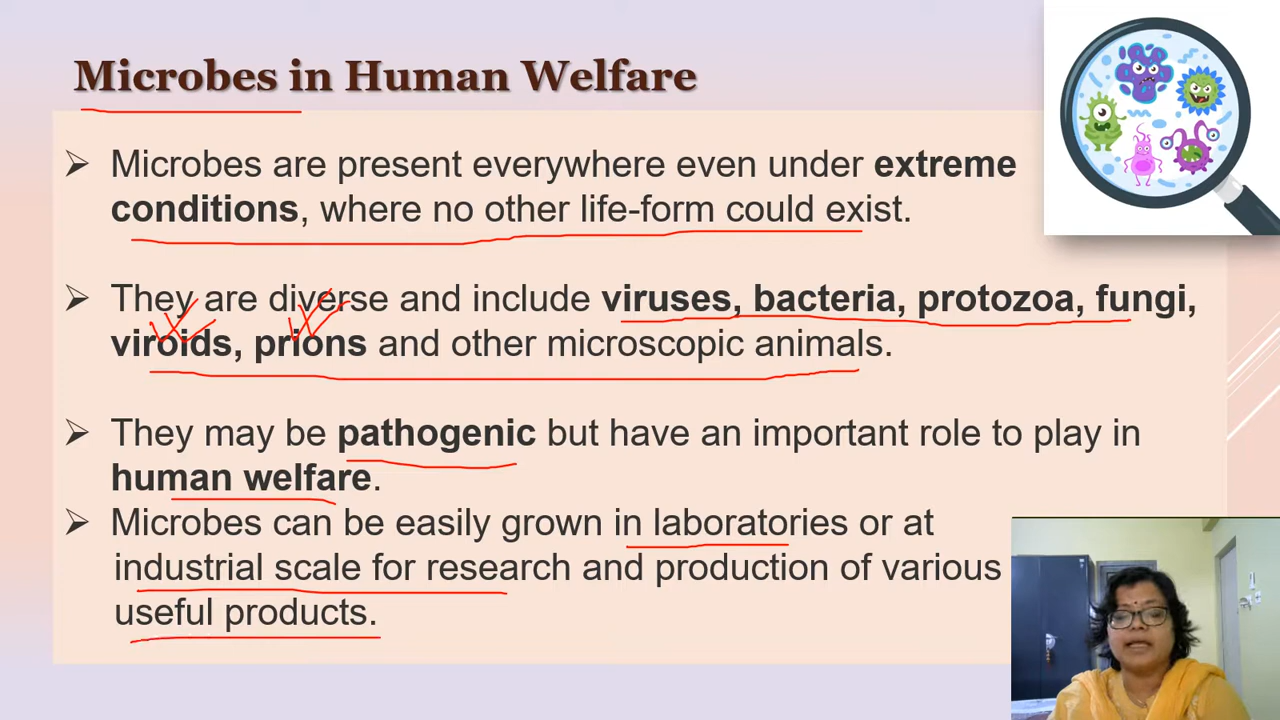 Microbes in Human Welfare
➢ Microbes are present everywhere even under extreme
conditions, where no other life-form could exist.
➢ They are diverse and include viruses, bacteria, protozoa, fungi,
viroids, prions and other microscopic animals.
➢ They may be pathogenic but have an important role to play in
human welfare.
➢ Microbes can be easily grown in laboratories or at
industrial scale for research and production of various
useful products.